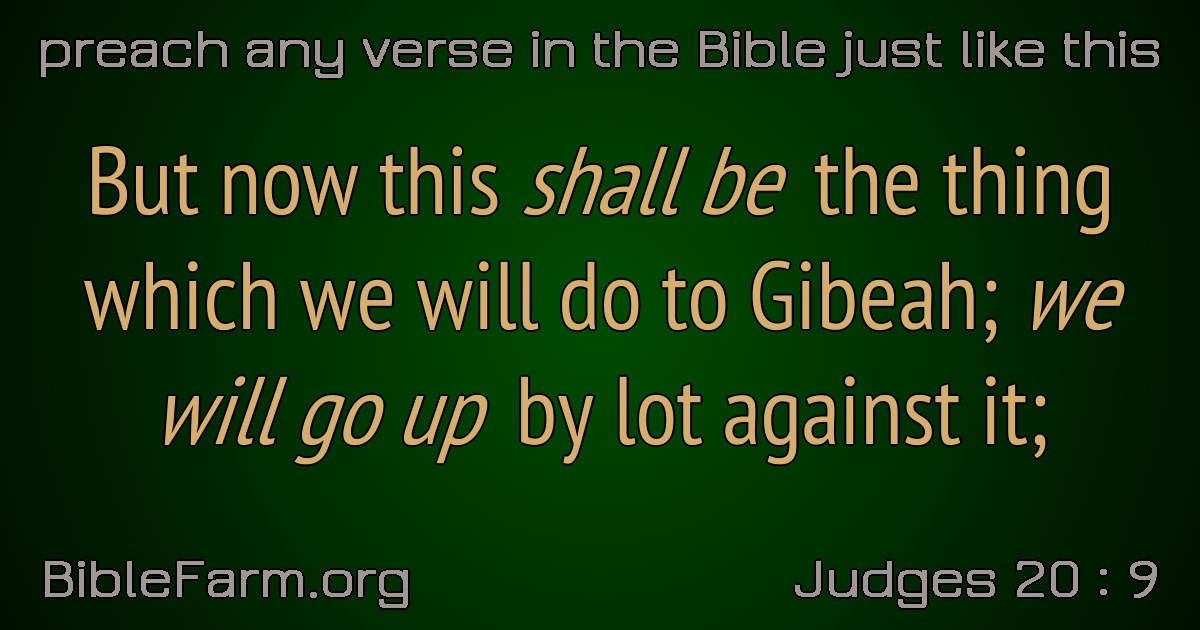 preach any verse in the Bible just like this
But now this shall be the thing
which we will do to Gibeah; we
will go up by lot against it;
BibleFarm.org
Judges 20 : 9